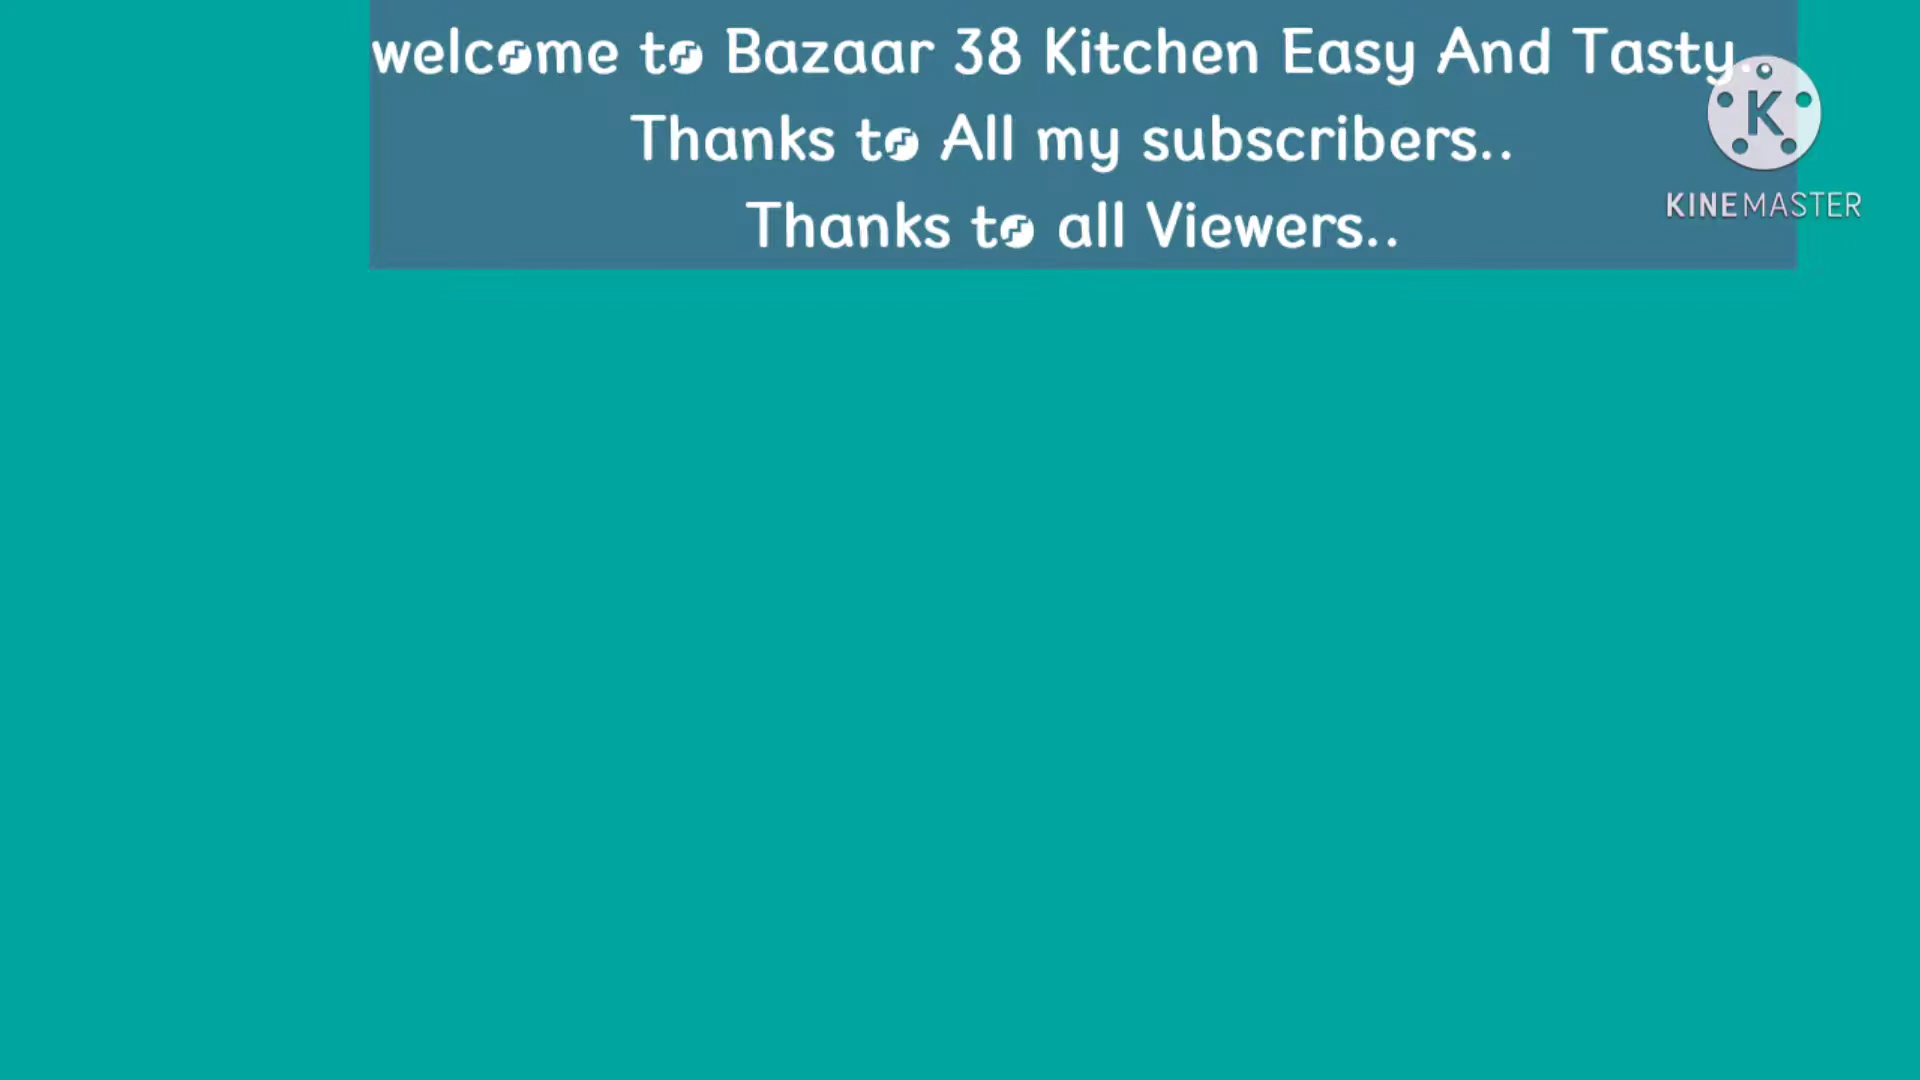 welcome to Bazaar 38 Kitchen Easy And Tasty..
Thanks to All my subscribers..
Thanks to all Viewers..
K
KINEMASTER